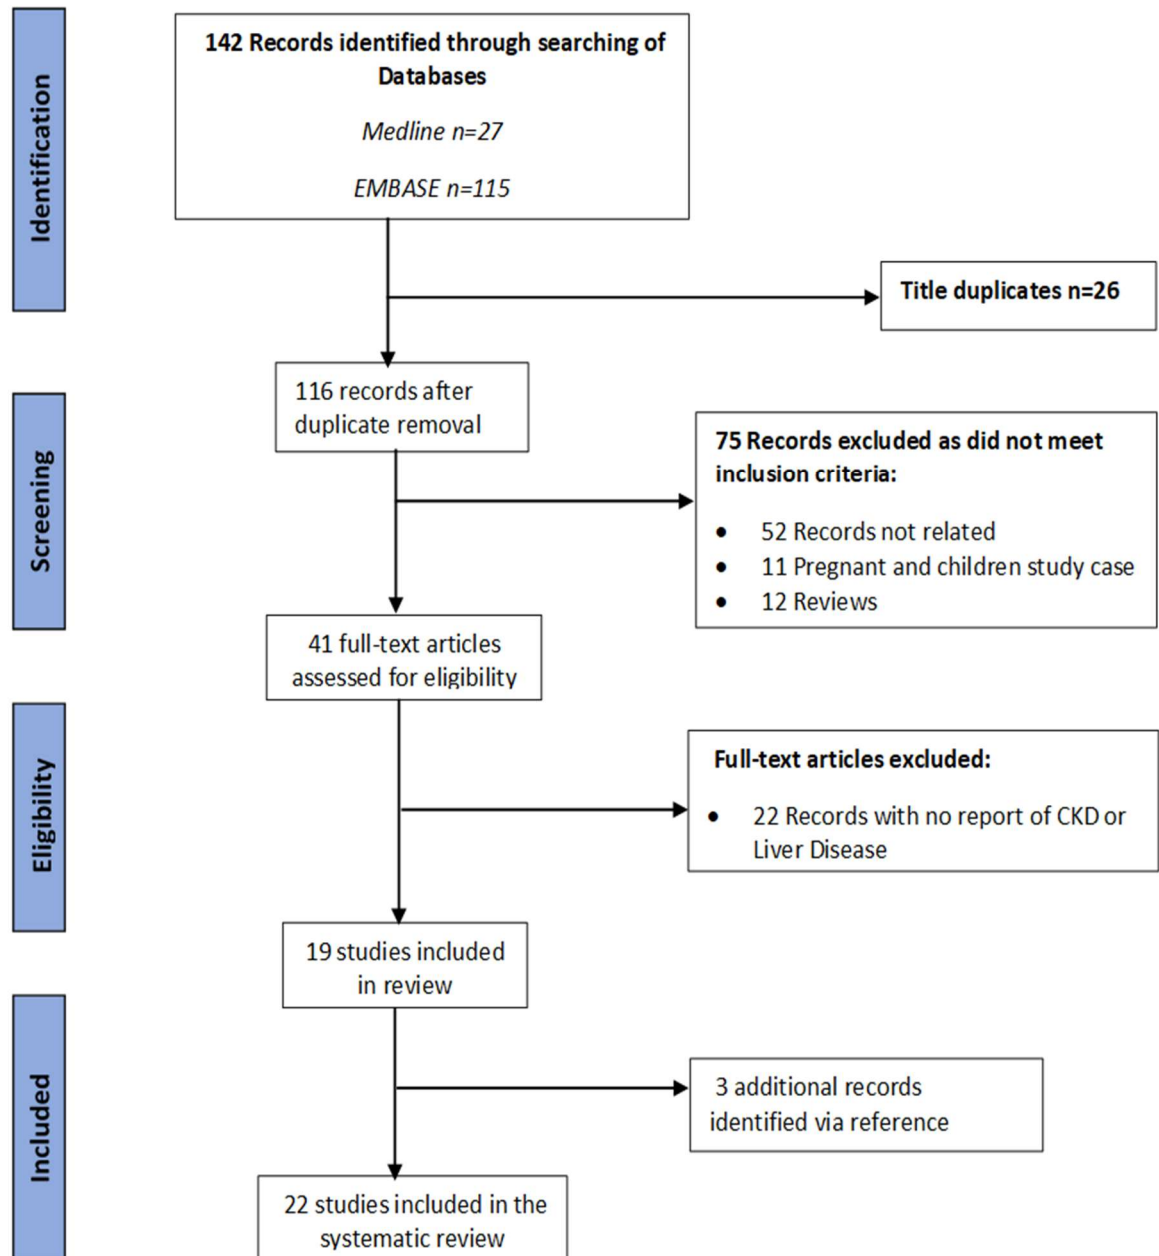 Identification
142 Records identified through searching of
Databases
Medline n=27
EMBASE n=115
Title duplicates n=26
Screening
116 records after
duplicate removal
75 Records excluded as did not meet
inclusion criteria:
• 52 Records not related
• 11 Pregnant and children study case
• 12 Reviews
41 full-text articles
assessed for eligibility
Eligibility
Full-text articles excluded:
• 22 Records with no report of CKD or
Liver Disease
19 studies included
in review
Included
3 additional records
identified via reference
22 studies included in the
systematic review